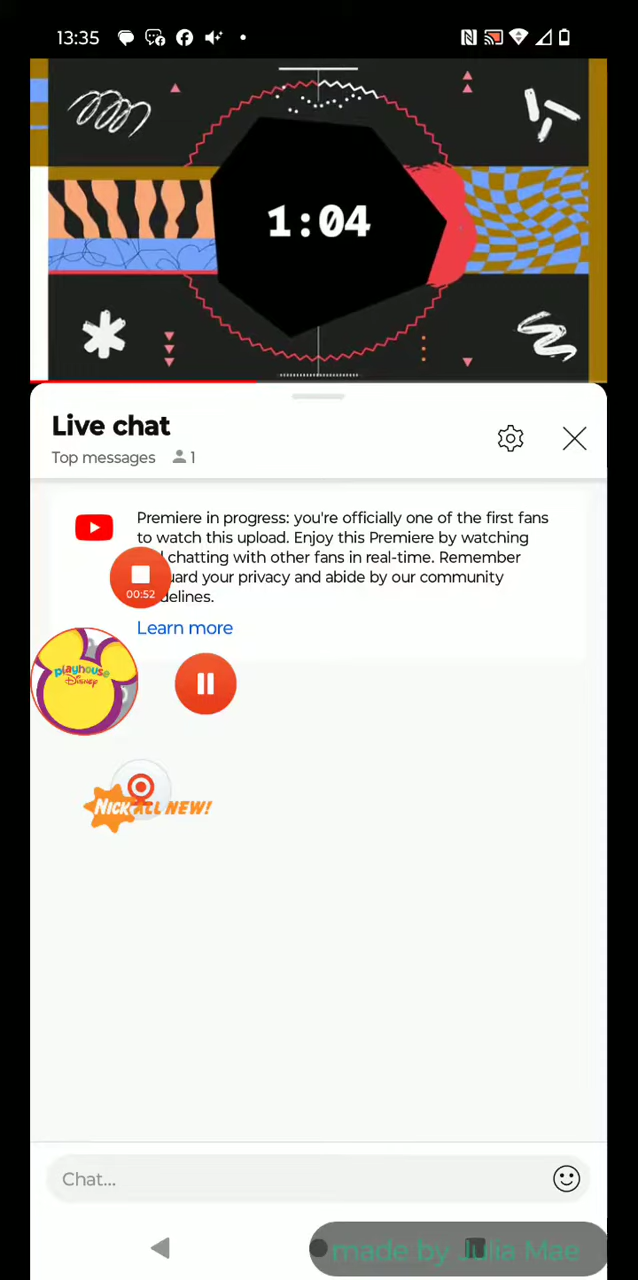 13:35
1:04
Live chat
Top messages 1
Premiere in progress: you're officially one of the first fans
to watch this upload. Enjoy this Premiere by watching
chatting with other fans in real-time. Remember
your privacy and abide by our community
00:52
Learn more
playhouse
Disney
NICK ALL NEW!
Chat...
made by Julia Mae